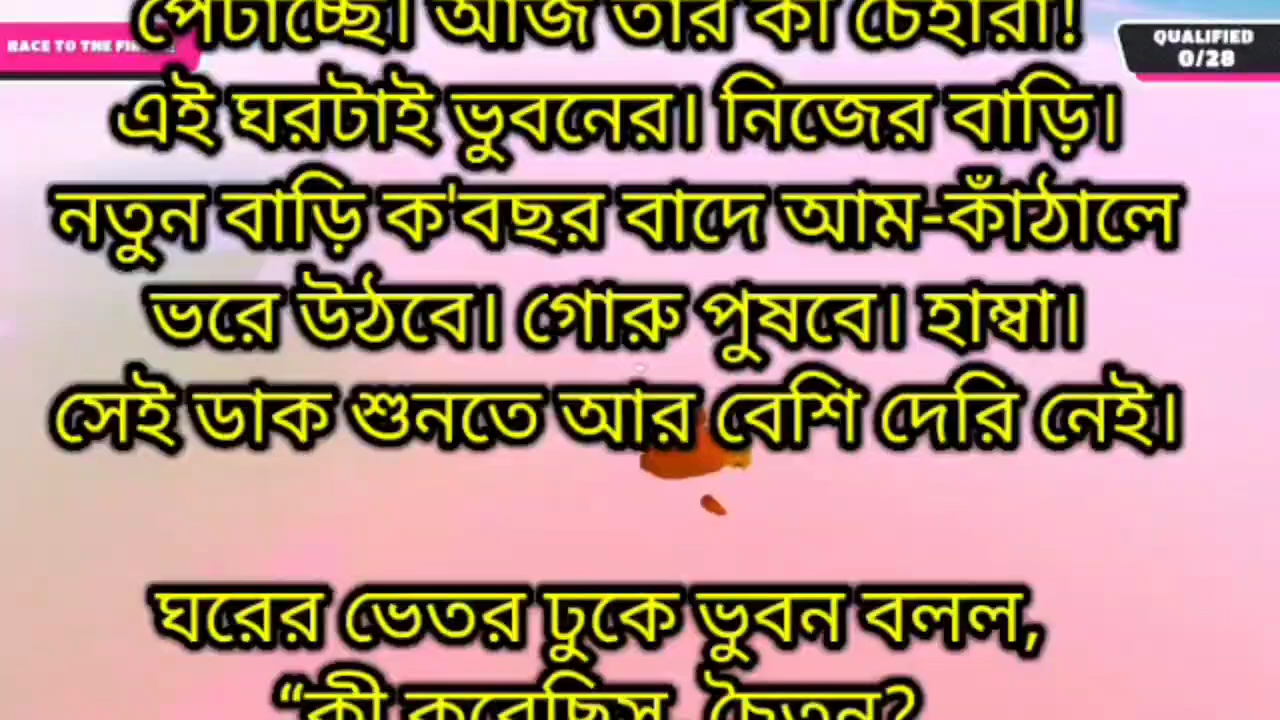 RACE TO THE FI
QUALIFIED
0/28
পেটাচ্ছে। আজ তার কী চেহারা!
এই ঘরটাই ভুবনের। নিজের বাড়ি।
নতুন বাড়ি ক'বছর বাদে আম-কাঁঠালে
ভরে উঠবে। গোরু পুষবে। হাম্বা।
সেই ডাক শুনতে আর বেশি দেরি নেই।
ঘরের ভেতর ঢুকে ভুবন বলল,
“কী করেছিস, চৈতন?